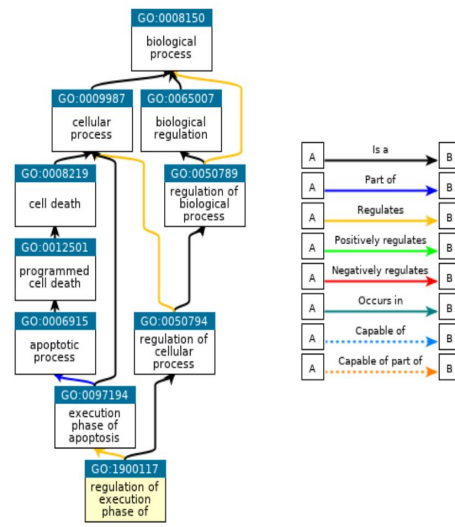 GO:0008150
biological
process
GO:0009987
cellular
process
GO:0065007
biological
regulation
GO:0008219
cell death
GO:0050789
regulation of
biological
process
GO:0012501
programmed
cell death
GO:0006915
apoptotic
process
GO:0050794
regulation of
cellular
process
GO:0097194
execution
phase of
apoptosis
GO:1900117
regulation of
execution
phase of
A Is a B
A Part of B
A Regulates B
A Positively regulates B
A Negatively regulates B
A Occurs in B
A Capable of B
A Capable of part of B